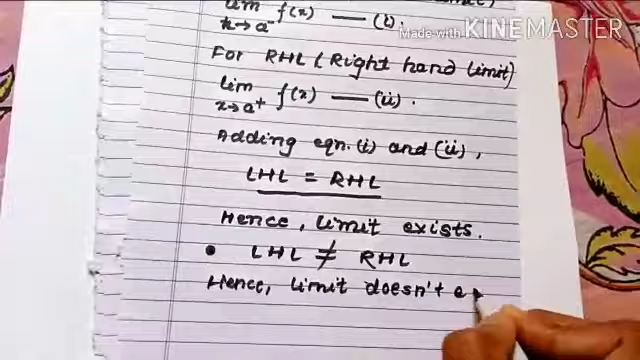 lim f(x) — (i).
x→a⁻
Made with KINEMASTER
For RHL (Right hand limit)
lim f(x) — (ii).
x→a⁺
Adding eqn.(i) and (ii),
LHL = RHL
Hence, limit exists.
• LHL ≠ RHL
Hence, limit doesn't e